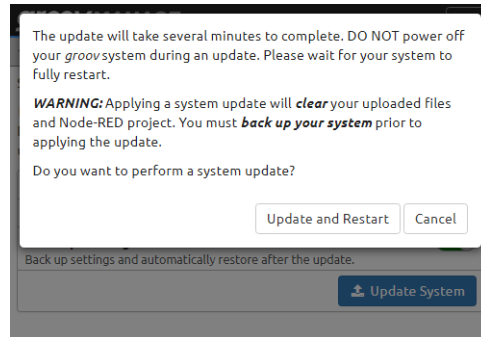 The update will take several minutes to complete. DO NOT power off
your groov system during an update. Please wait for your system to
fully restart.
WARNING: Applying a system update will clear your uploaded files
and Node-RED project. You must back up your system prior to
applying the update.
Do you want to perform a system update?
Update and Restart
Cancel
Back up settings and automatically restore after the update.
Update System